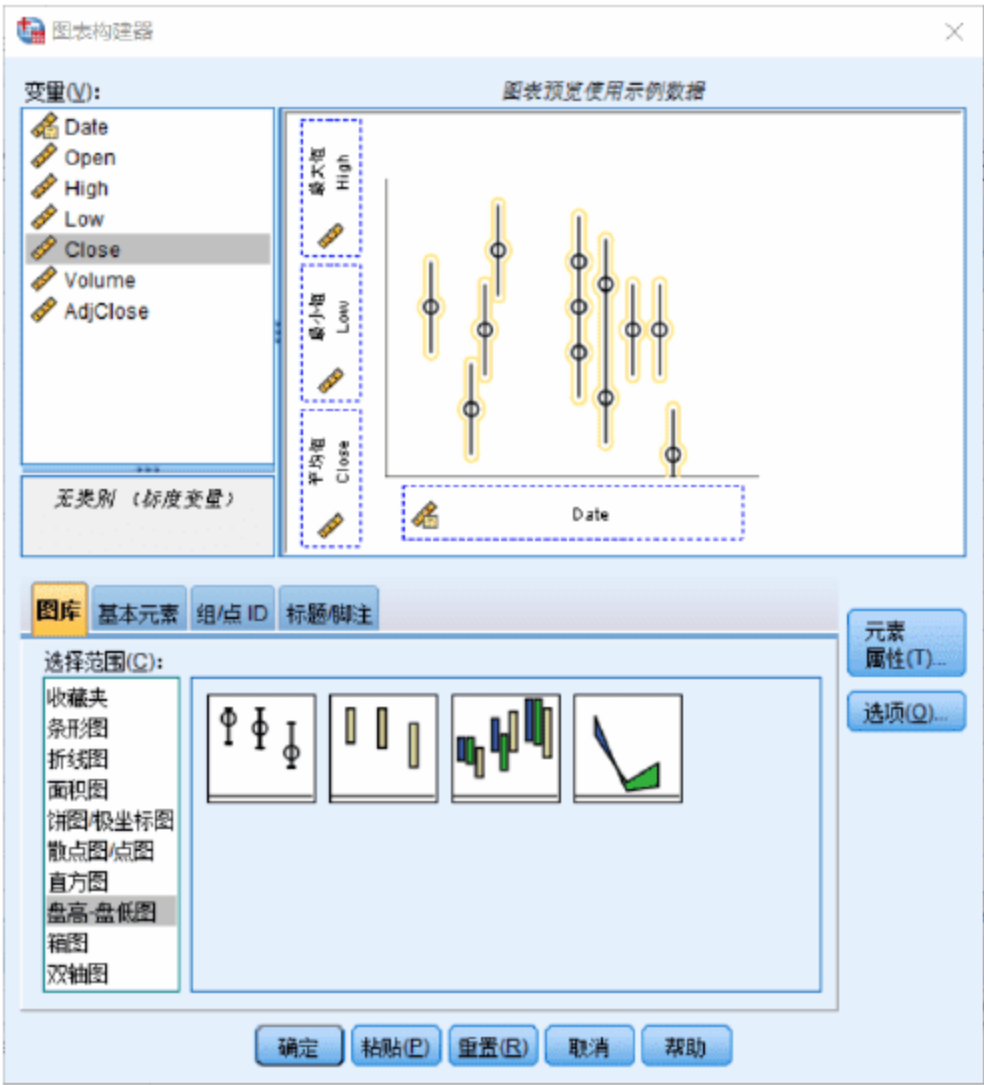 图表构建器
变量(V):
图表预览使用示例数据
Date
Open
High
Low
Close
Volume
AdjClose
无类别 （标度变量）
最大值
High
最小值
Low
平均值
Close
Date
图库
基本元素
组/点 ID
标题/脚注
选择范围(C):
收藏夹
条形图
折线图
面积图
饼图/极坐标图
散点图/点图
直方图
盘高-盘低图
箱图
双轴图
元素
属性(T)...
选项(O)...
确定
粘贴(P)
重置(R)
取消
帮助